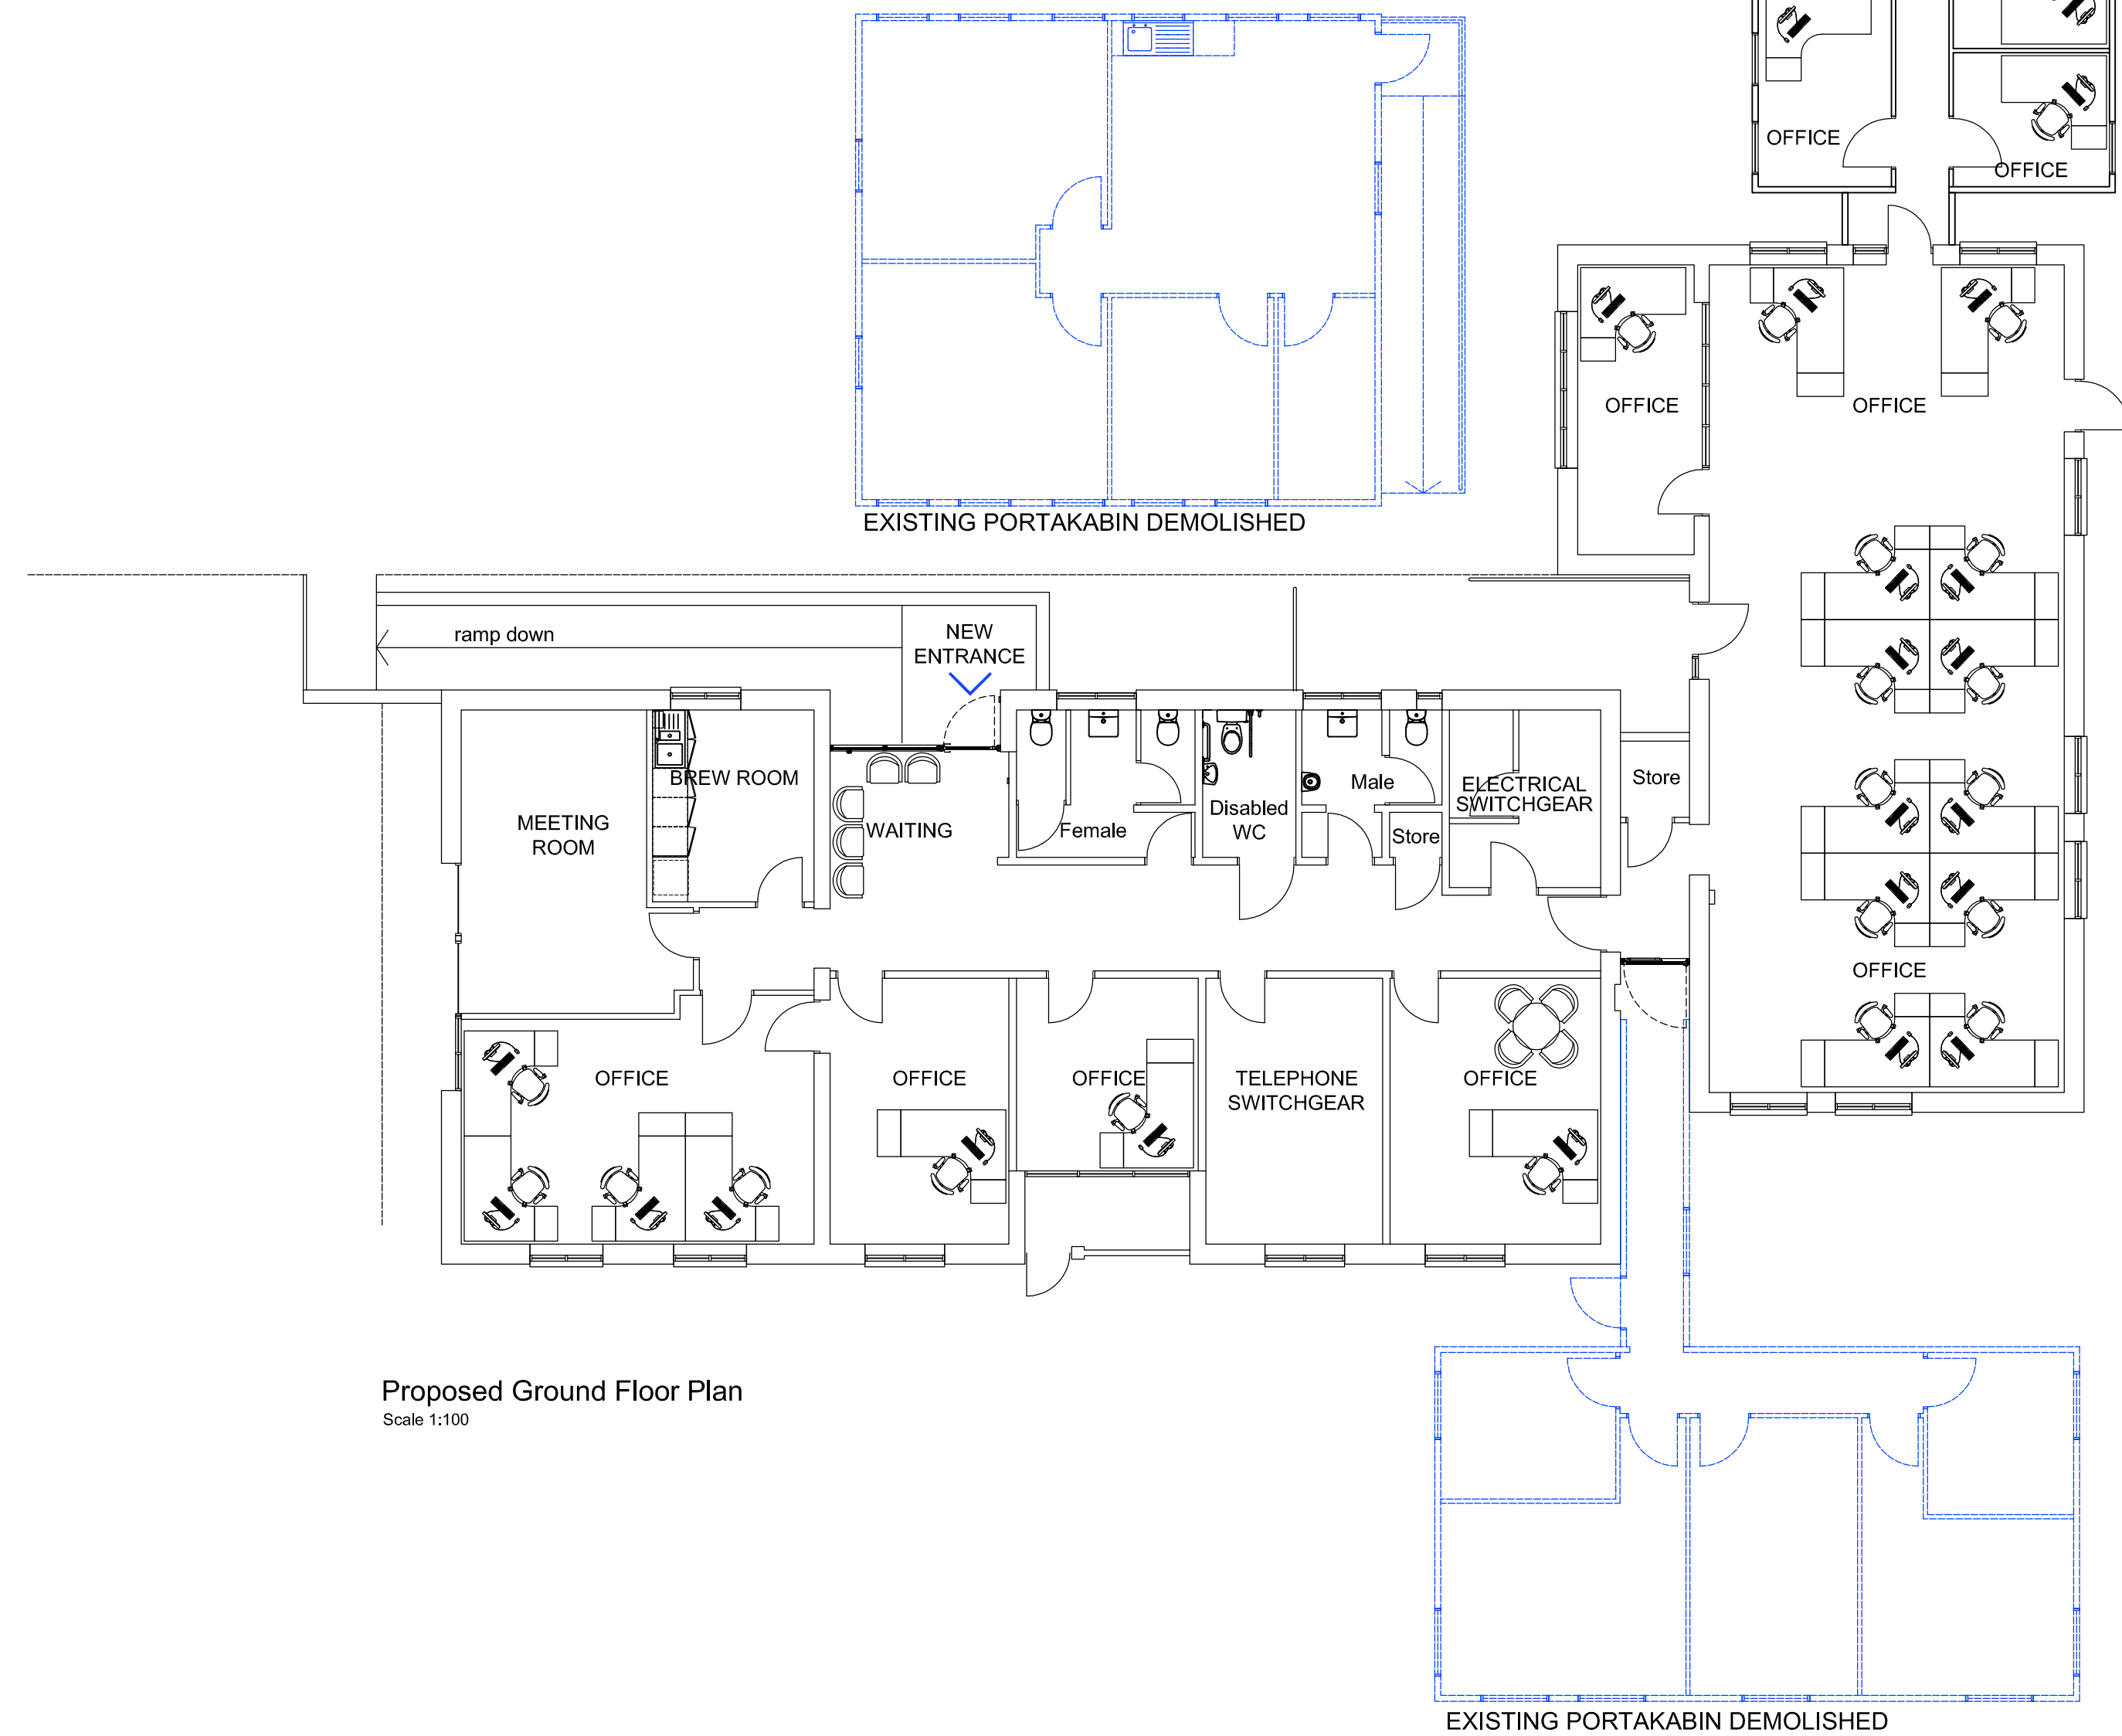 OFFICE
OFFICE
OFFICE
OFFICE
EXISTING PORTAKABIN DEMOLISHED
ramp down
NEW
ENTRANCE
MEETING
ROOM
BREW ROOM
WAITING
Female
Disabled
WC
Male
Store
ELECTRICAL
SWITCHGEAR
Store
OFFICE
OFFICE
OFFICE
OFFICE
TELEPHONE
SWITCHGEAR
OFFICE
Proposed Ground Floor Plan
Scale 1:100
EXISTING PORTAKABIN DEMOLISHED